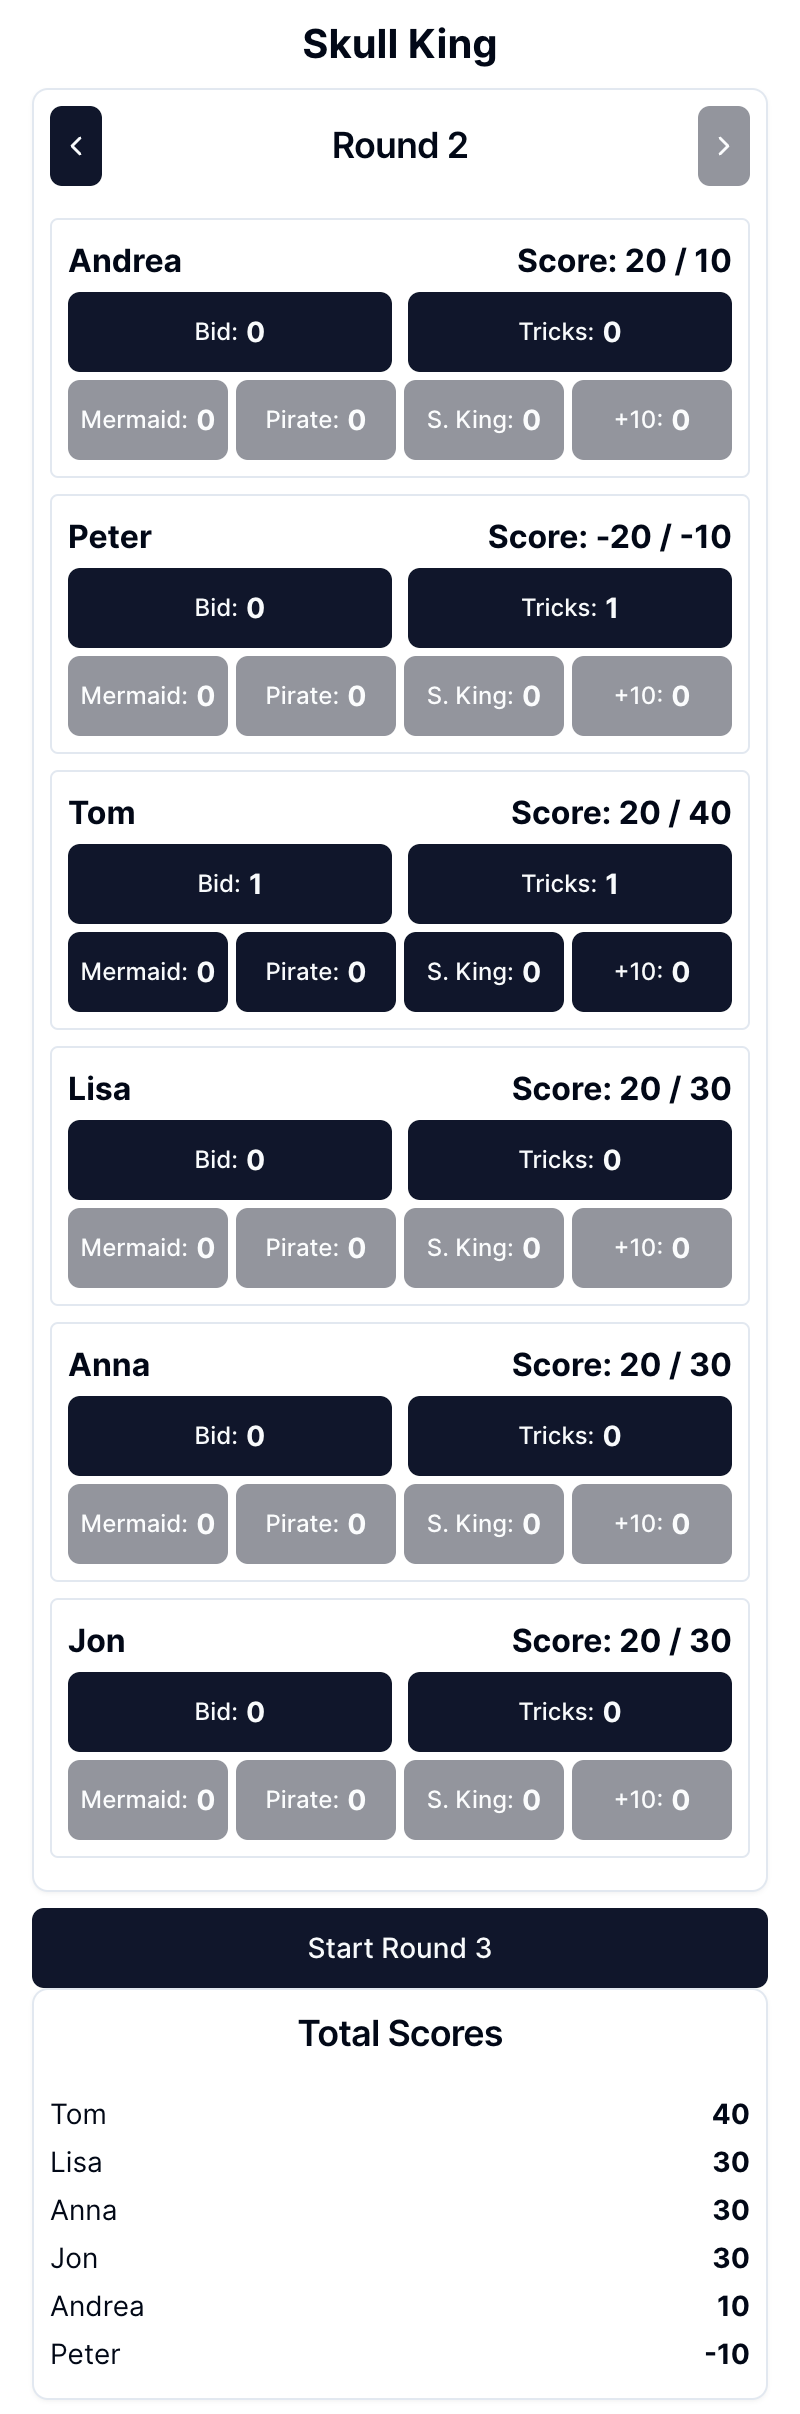 Skull King
Round 2
Andrea Score: 20 / 10
Bid: 0 Tricks: 0
Mermaid: 0 Pirate: 0 S. King: 0 +10: 0
Peter Score: -20 / -10
Bid: 0 Tricks: 1
Mermaid: 0 Pirate: 0 S. King: 0 +10: 0
Tom Score: 20 / 40
Bid: 1 Tricks: 1
Mermaid: 0 Pirate: 0 S. King: 0 +10: 0
Lisa Score: 20 / 30
Bid: 0 Tricks: 0
Mermaid: 0 Pirate: 0 S. King: 0 +10: 0
Anna Score: 20 / 30
Bid: 0 Tricks: 0
Mermaid: 0 Pirate: 0 S. King: 0 +10: 0
Jon Score: 20 / 30
Bid: 0 Tricks: 0
Mermaid: 0 Pirate: 0 S. King: 0 +10: 0
Start Round 3
Total Scores
Tom 40
Lisa 30
Anna 30
Jon 30
Andrea 10
Peter -10